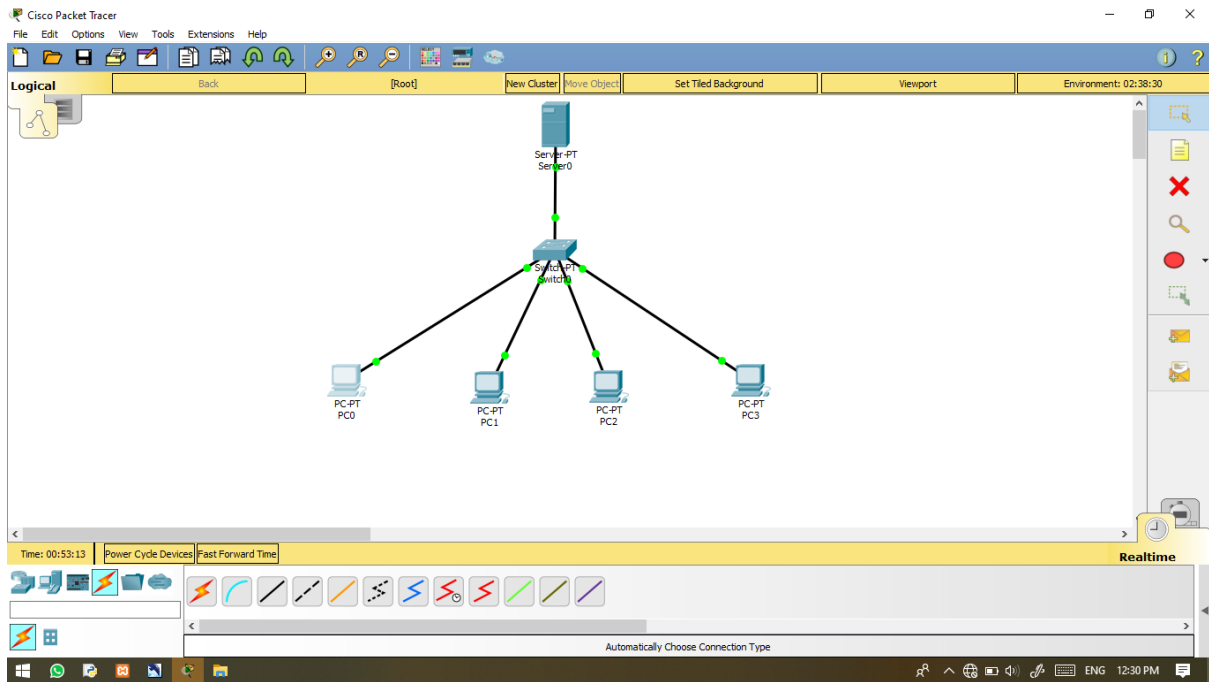 Cisco Packet Tracer
File Edit Options View Tools Extensions Help
Logical Back [Root] New Cluster Move Object Set Tiled Background Viewport Environment: 02:38:30
Server-PT
Server0
Switch-PT
Switch0
PC-PT
PC0
PC-PT
PC1
PC-PT
PC2
PC-PT
PC3
Time: 00:53:13 Power Cycle Devices Fast Forward Time Realtime
Automatically Choose Connection Type
ENG 12:30 PM